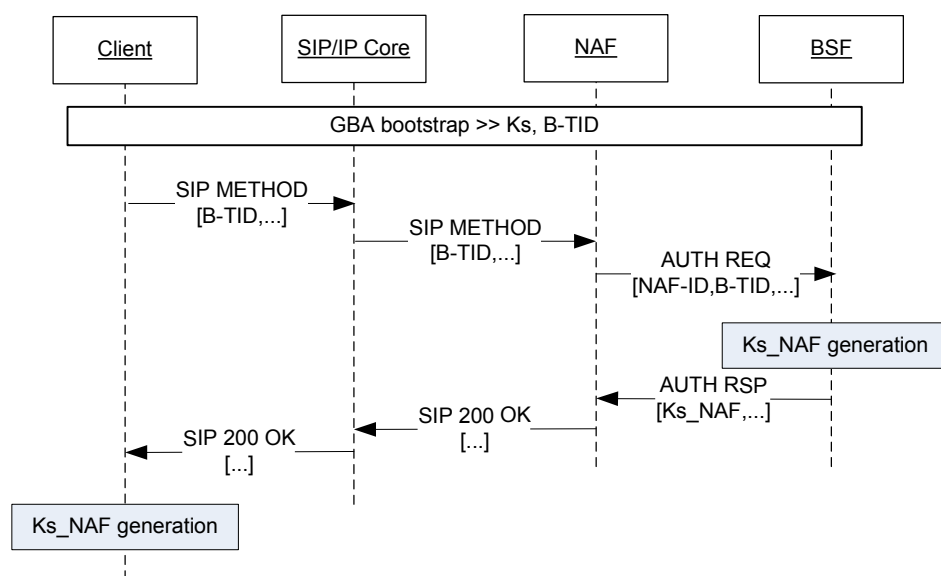 Client
SIP/IP Core
NAF
BSF
GBA bootstrap >> Ks, B-TID
SIP METHOD
[B-TID,...]
SIP METHOD
[B-TID,...]
AUTH REQ
[NAF-ID,B-TID,...]
Ks_NAF generation
AUTH RSP
[Ks_NAF,...]
SIP 200 OK
[...]
SIP 200 OK
[...]
Ks_NAF generation